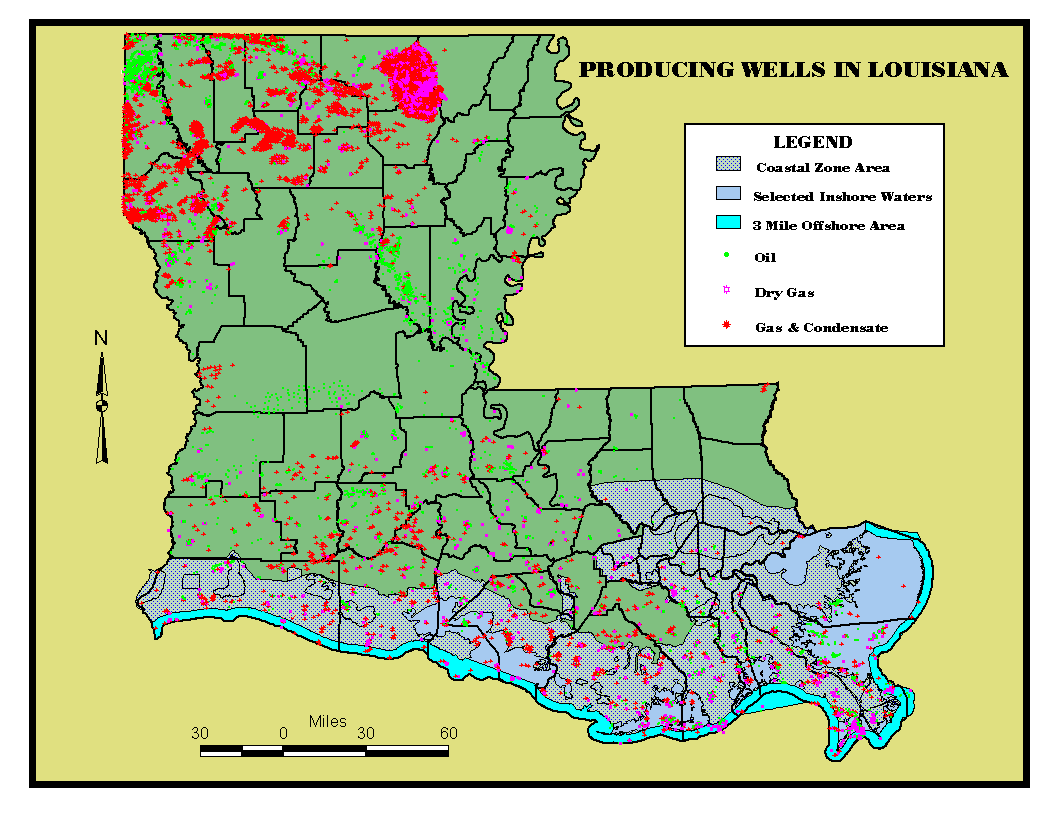 PRODUCING WELLS IN LOUISIANA
LEGEND
Coastal Zone Area
Selected Inshore Waters
3 Mile Offshore Area
Oil
Dry Gas
Gas & Condensate
N
Miles
30 0 30 60